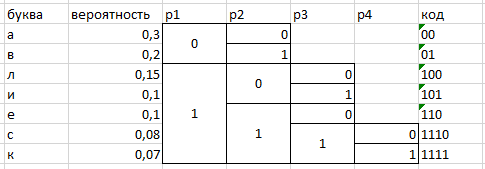 буква вероятность p1 p2 p3 p4 код
а 0,3 0 0 00
в 0,2 1 01
л 0,15 1 0 0 100
и 0,1 1 101
е 0,1 1 0 110
с 0,08 1 0 1110
к 0,07 1 1111